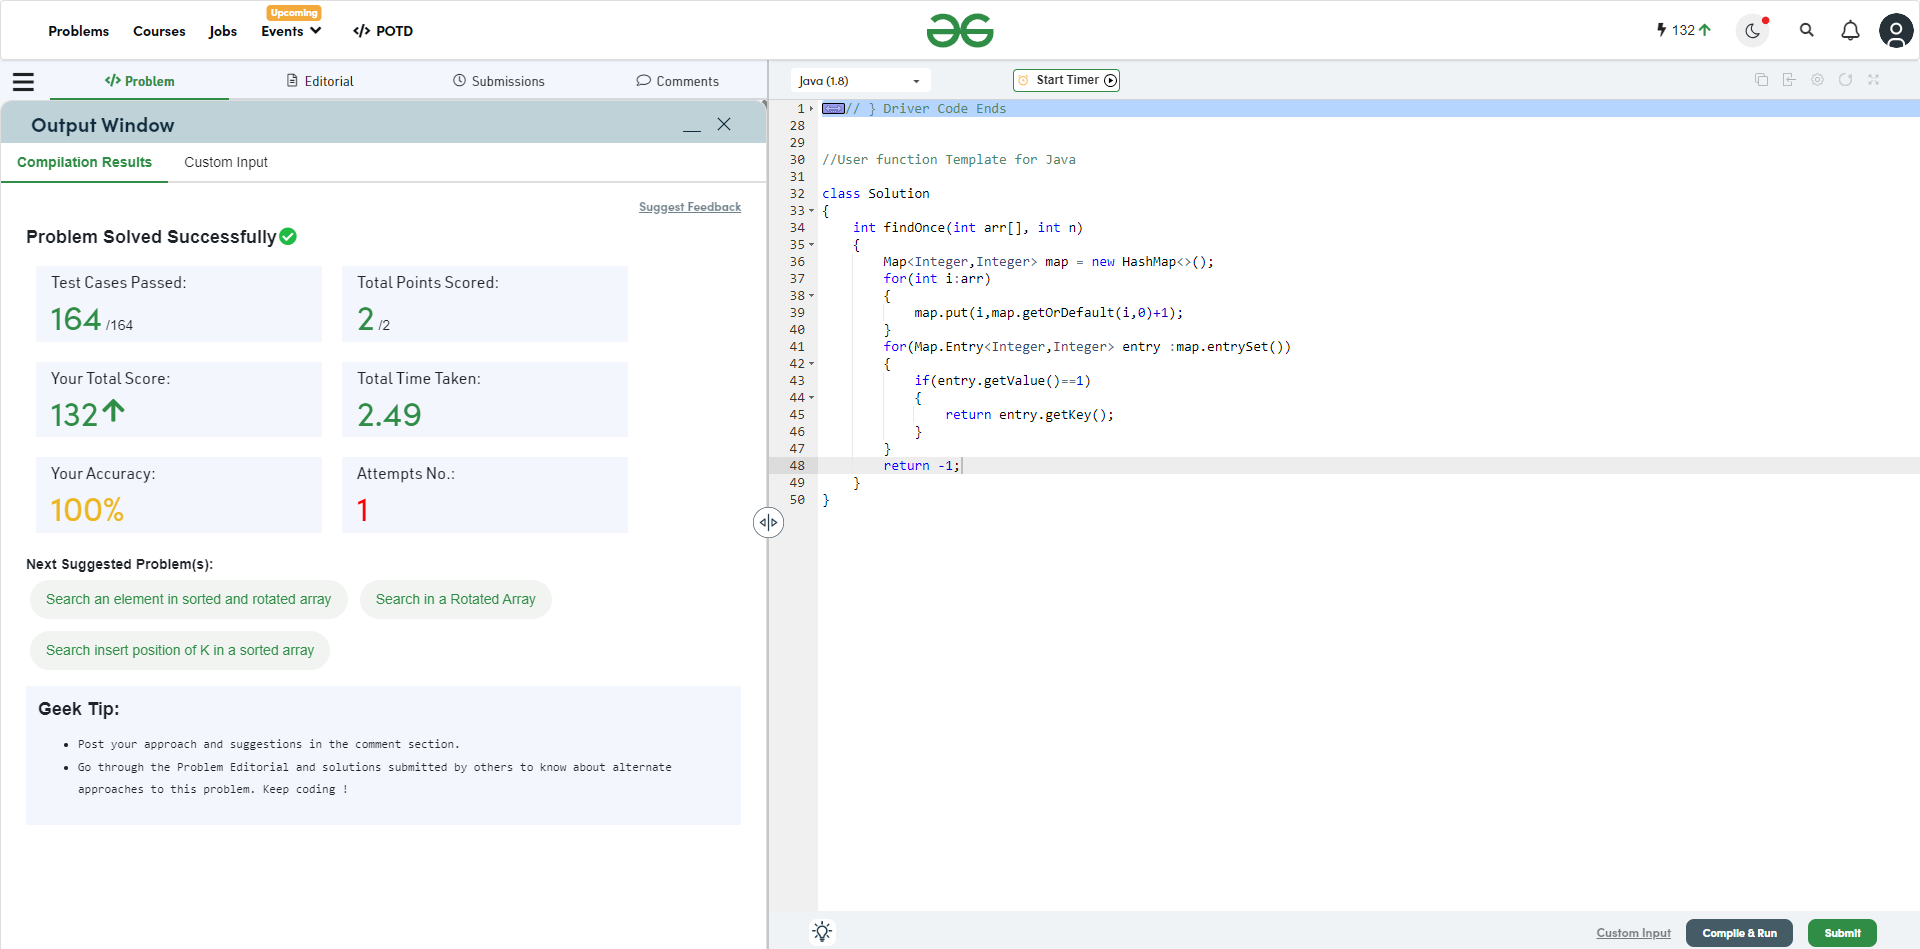 Problems Courses Jobs Upcoming Events POTD
132
Problem Editorial Submissions Comments
Output Window
Compilation Results Custom Input
Suggest Feedback
Problem Solved Successfully
Test Cases Passed:
164 /164
Total Points Scored:
2 /2
Your Total Score:
132
Total Time Taken:
2.49
Your Accuracy:
100%
Attempts No.:
1
Next Suggested Problem(s):
Search an element in sorted and rotated array
Search in a Rotated Array
Search insert position of K in a sorted array
Geek Tip:
Post your approach and suggestions in the comment section.
Go through the Problem Editorial and solutions submitted by others to know about alternate
approaches to this problem. Keep coding !
Java (1.8)
Start Timer
1 // } Driver Code Ends
28
29
30 //User function Template for Java
31
32 class Solution
33 {
34 int findOnce(int arr[], int n)
35 {
36 Map<Integer,Integer> map = new HashMap<>();
37 for(int i:arr)
38 {
39 map.put(i,map.getOrDefault(i,0)+1);
40 }
41 for(Map.Entry<Integer,Integer> entry :map.entrySet())
42 {
43 if(entry.getValue()==1)
44 {
45 return entry.getKey();
46 }
47 }
48 return -1;
49 }
50 }
Custom Input
Compile & Run
Submit